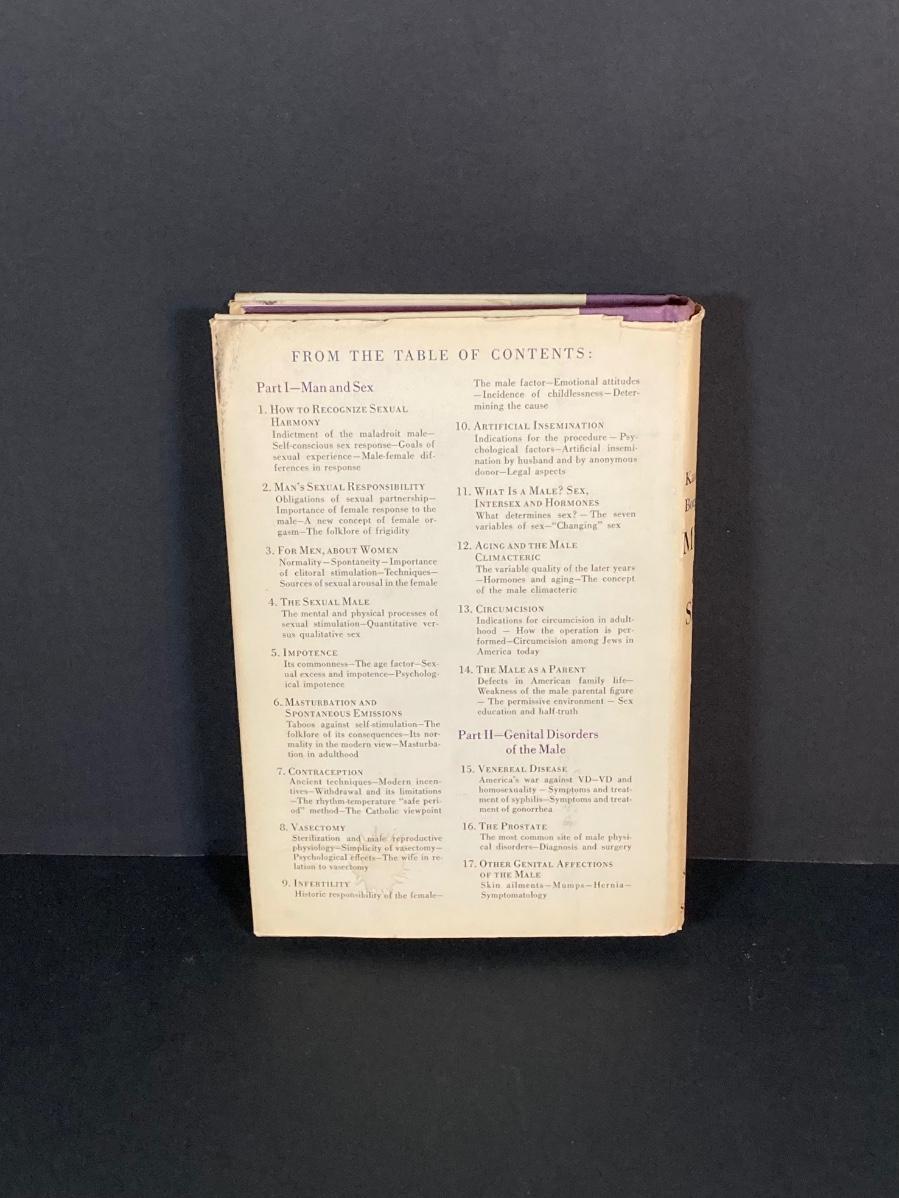 FROM THE TABLE OF CONTENTS:
Part I—Man and Sex
1. How to Recognize Sexual
Harmony
Indictment of the maladroit male—
Self-conscious sex response—Goals of
sexual experience—Male-female dif-
ferences in response
2. Man's Sexual Responsibility
Obligations of sexual partnership—
Importance of female response to the
male—A new concept of female or-
gasm—The folklore of frigidity
3. For Men, about Women
Normality—Spontaneity—Importance
of clitoral stimulation—Techniques—
Sources of sexual arousal in the female
4. The Sexual Male
The mental and physical processes of
sexual stimulation—Quantitative ver-
sus qualitative sex
5. Impotence
Its commonness—The age factor—Sex-
ual excess and impotence—Psycholog-
ical impotence
6. Masturbation and
Spontaneous Emissions
Taboos against self-stimulation—The
folklore of its consequences—Its nor-
mality in the modern view—Masturba-
tion in adulthood
7. Contraception
Ancient techniques—Modern incen-
tives—Withdrawal and its limitations
—The rhythm-temperature "safe peri-
od" method—The Catholic viewpoint
8. Vasectomy
Sterilization and male reproductive
physiology—Simplicity of vasectomy—
Psychological effects—The wife in re-
lation to vasectomy
9. Infertility
Historic responsibility of the female—
The male factor—Emotional attitudes
—Incidence of childlessness—Deter-
mining the cause
10. Artificial Insemination
Indications for the procedure — Psy-
chological factors—Artificial insemi-
nation by husband and by anonymous
donor—Legal aspects
11. What Is a Male? Sex,
Intersex and Hormones
What determines sex? — The seven
variables of sex—"Changing" sex
12. Aging and the Male
Climacteric
The variable quality of the later years
—Hormones and aging—The concept
of the male climacteric
13. Circumcision
Indications for circumcision in adult-
hood — How the operation is per-
formed—Circumcision among Jews in
America today
14. The Male as a Parent
Defects in American family life—
Weakness of the male parental figure
— The permissive environment — Sex
education and half-truth
Part II—Genital Disorders
of the Male
15. Venereal Disease
America's war against VD—VD and
homosexuality — Symptoms and treat-
ment of syphilis—Symptoms and treat-
ment of gonorrhea
16. The Prostate
The most common site of male physi-
cal disorders—Diagnosis and surgery
17. Other Genital Affections
of the Male
Skin ailments—Mumps—Hernia—
Symptomatology